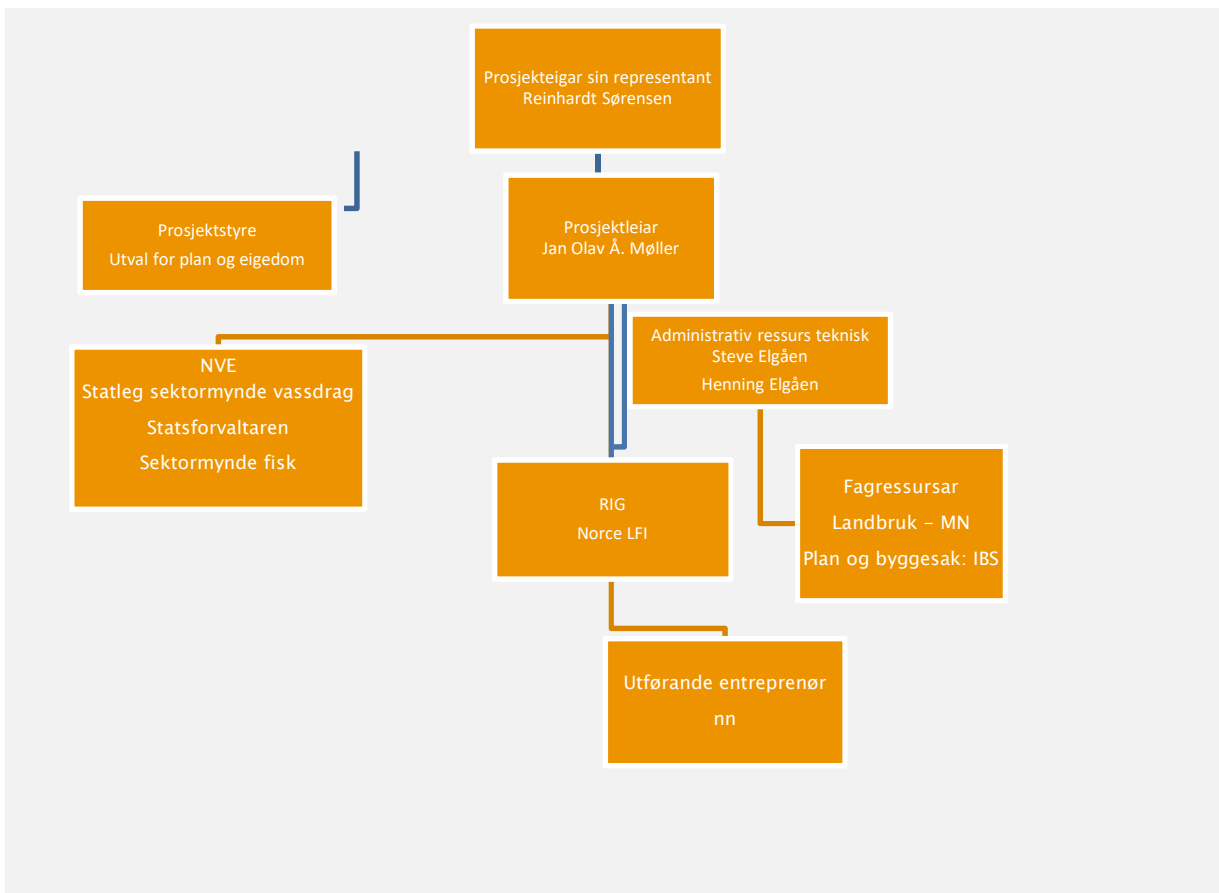 Prosjekteigar sin representant
Reinhardt Sørensen
Prosjektstyre
Utval for plan og eigedom
Prosjektleiar
Jan Olav Å. Møller
NVE
Statleg sektormynde vassdrag
Statsforvaltaren
Sektormynde fisk
Administrativ ressurs teknisk
Steve Elgåen
Henning Elgåen
RIG
Norce LFI
Fagressursar
Landbruk – MN
Plan og byggesak: IBS
Utførande entreprenør
nn